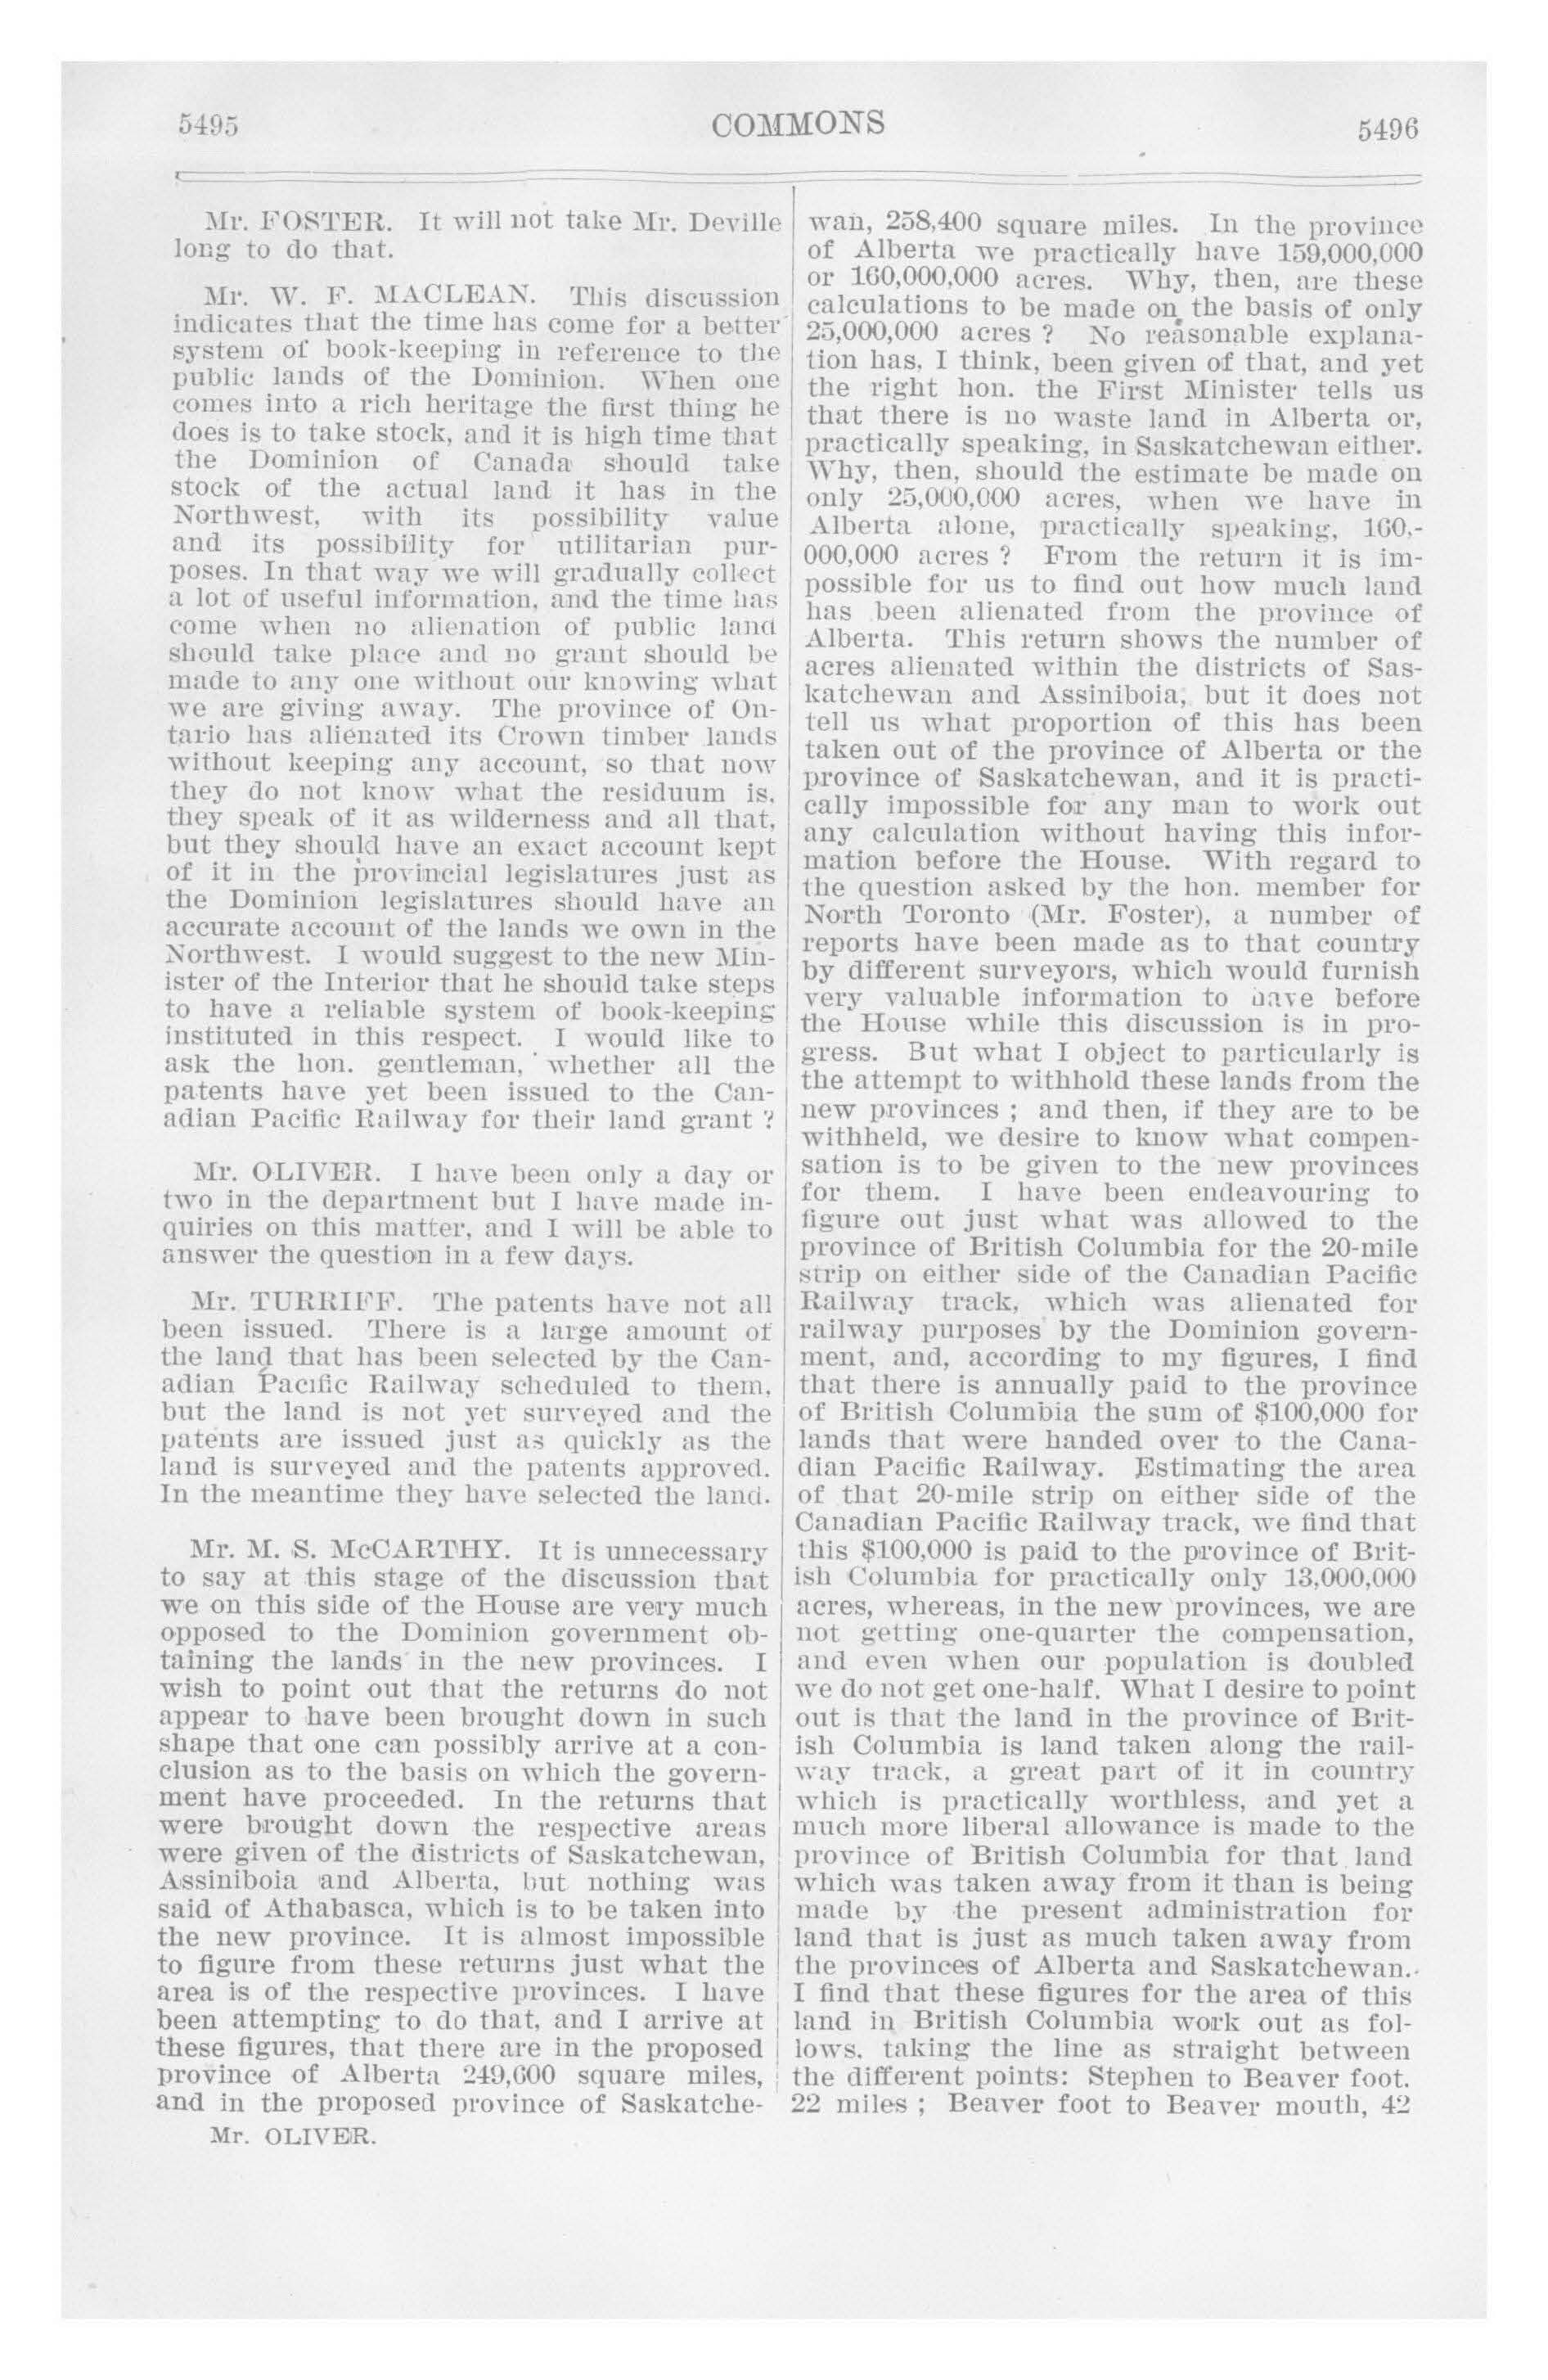 5495
COMMONS
5496
Mr. FOSTER. It will not take Mr. Deville
long to do that.
Mr. W. F. MACLEAN. This discussion
indicates that the time has come for a better
system of book-keeping in reference to the
public lands of the Dominion. When one
comes into a rich heritage the first thing he
does is to take stock, and it is high time that
the Dominion of Canada should take
stock of the actual land it has in the
Northwest, with its possibility value
and its possibility for utilitarian pur-
poses. In that way we will gradually collect
a lot of useful information, and the time has
come when no alienation of public land
should take place and no grant should be
made to any one without our knowing what
we are giving away. The province of On-
tario has alienated its Crown timber lands
without keeping any account, so that now
they do not know what the residuum is,
they speak of it as wilderness and all that,
but they should have an exact account kept
of it in the provincial legislatures just as
the Dominion legislatures should have an
accurate account of the lands we own in the
Northwest. I would suggest to the new Min-
ister of the Interior that he should take steps
to have a reliable system of book-keeping
instituted in this respect. I would like to
ask the hon. gentleman, whether all the
patents have yet been issued to the Can-
adian Pacific Railway for their land grant ?
Mr. OLIVER. I have been only a day or
two in the department but I have made in-
quiries on this matter, and I will be able to
answer the question in a few days.
Mr. TURRIFF. The patents have not all
been issued. There is a large amount of
the land that has been selected by the Can-
adian Pacific Railway scheduled to them,
but the land is not yet surveyed and the
patents are issued just as quickly as the
land is surveyed and the patents approved.
In the meantime they have selected the land.
Mr. M. S. McCARTHY. It is unnecessary
to say at this stage of the discussion that
we on this side of the House are very much
opposed to the Dominion government ob-
taining the lands in the new provinces. I
wish to point out that the returns do not
appear to have been brought down in such
shape that one can possibly arrive at a con-
clusion as to the basis on which the govern-
ment have proceeded. In the returns that
were brought down the respective areas
were given of the districts of Saskatchewan,
Assiniboia and Alberta, but nothing was
said of Athabasca, which is to be taken into
the new province. It is almost impossible
to figure from these returns just what the
area is of the respective provinces. I have
been attempting to do that, and I arrive at
these figures, that there are in the proposed
province of Alberta 249,600 square miles,
and in the proposed province of Saskatche-
Mr. OLIVER.
wan, 258,400 square miles. In the province
of Alberta we practically have 159,000,000
or 160,000,000 acres. Why, then, are these
calculations to be made on the basis of only
25,000,000 acres ? No reasonable explana-
tion has, I think, been given of that, and yet
the right hon. the First Minister tells us
that there is no waste land in Alberta or,
practically speaking, in Saskatchewan either.
Why, then, should the estimate be made on
only 25,000,000 acres, when we have in
Alberta alone, practically speaking, 160,-
000,000 acres ? From the return it is im-
possible for us to find out how much land
has been alienated from the province of
Alberta. This return shows the number of
acres alienated within the districts of Sas-
katchewan and Assiniboia, but it does not
tell us what proportion of this has been
taken out of the province of Alberta or the
province of Saskatchewan, and it is practi-
cally impossible for any man to work out
any calculation without having this infor-
mation before the House. With regard to
the question asked by the hon. member for
North Toronto (Mr. Foster), a number of
reports have been made as to that country
by different surveyors, which would furnish
very valuable information to have before
the House while this discussion is in pro-
gress. But what I object to particularly is
the attempt to withhold these lands from the
new provinces ; and then, if they are to be
withheld, we desire to know what compen-
sation is to be given to the new provinces
for them. I have been endeavouring to
figure out just what was allowed to the
province of British Columbia for the 20-mile
strip on either side of the Canadian Pacific
Railway track, which was alienated for
railway purposes by the Dominion govern-
ment, and, according to my figures, I find
that there is annually paid to the province
of British Columbia the sum of $100,000 for
lands that were handed over to the Cana-
dian Pacific Railway. Estimating the area
of that 20-mile strip on either side of the
Canadian Pacific Railway track, we find that
this $100,000 is paid to the province of Brit-
ish Columbia for practically only 13,000,000
acres, whereas, in the new provinces, we are
not getting one-quarter the compensation,
and even when our population is doubled
we do not get one-half. What I desire to point
out is that the land in the province of Brit-
ish Columbia is land taken along the rail-
way track, a great part of it in country
which is practically worthless, and yet a
much more liberal allowance is made to the
province of British Columbia for that land
which was taken away from it than is being
made by the present administration for
land that is just as much taken away from
the provinces of Alberta and Saskatchewan.
I find that these figures for the area of this
land in British Columbia work out as fol-
lows, taking the line as straight between
the different points: Stephen to Beaver foot.
22 miles ; Beaver foot to Beaver mouth, 42